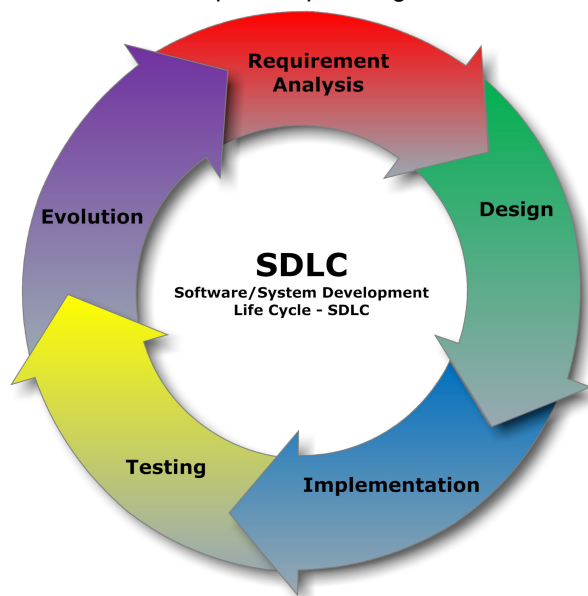 Requirement
Analysis
Design
Implementation
Testing
Evolution
SDLC
Software/System Development
Life Cycle - SDLC